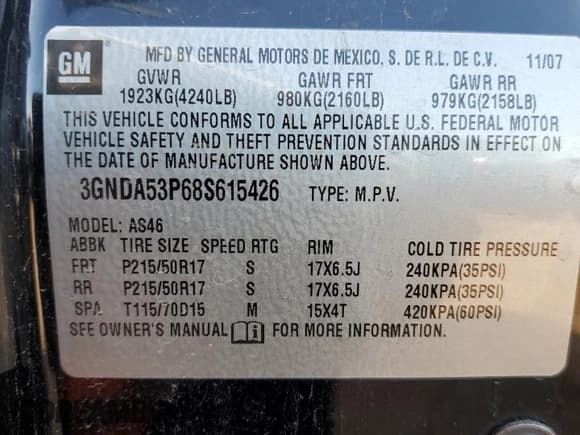 GM MFD BY GENERAL MOTORS DE MEXICO, S. DE R.L. DE C.V. 11/07
GVWR GAWR FRT GAWR RR
1923KG(4240LB) 980KG(2160LB) 979KG(2158LB)
THIS VEHICLE CONFORMS TO ALL APPLICABLE U.S. FEDERAL MOTOR
VEHICLE SAFETY AND THEFT PREVENTION STANDARDS IN EFFECT ON
THE DATE OF MANUFACTURE SHOWN ABOVE.
3GNDA53P68S615426 TYPE: M.P.V.
MODEL: AS46
ABBK TIRE SIZE SPEED RTG RIM COLD TIRE PRESSURE
FRT P215/50R17 S 17X6.5J 240KPA(35PSI)
RR P215/50R17 S 17X6.5J 240KPA(35PSI)
SPA T115/70D15 M 15X4T 420KPA(60PSI)
SEE OWNER'S MANUAL FOR MORE INFORMATION.